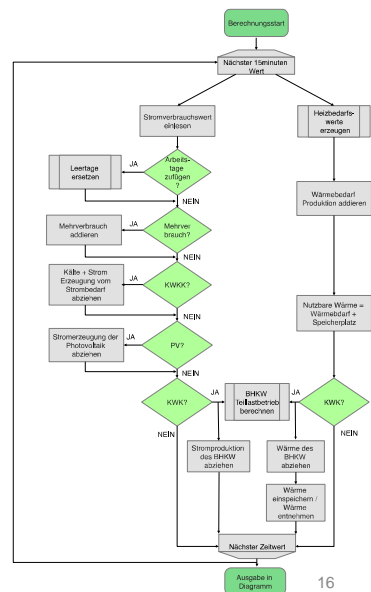 Berechnungsstart
Nächster 15minuten
Wert
Stromverbrauchswert
einlesen
Heizbedarfs-
werte
erzeugen
Arbeits-
tage
zufügen
?
JA
Leertage
ersetzen
NEIN
Wärmebedarf
Produktion addieren
Mehrver
brauch?
JA
Mehrverbrauch
addieren
NEIN
KWKK?
JA
Kälte + Strom
Erzeugung vom
Strombedarf
abziehen
NEIN
Nutzbare Wärme =
Wärmebdarf +
Speicherplatz
PV?
JA
Stromerzeugung der
Photovoltaik
abziehen
NEIN
KWK?
JA
BHKW
Teillastbetrieb
berechnen
JA
KWK?
NEIN
NEIN
Stromproduktion
des BHKW
abziehen
Wärme des
BHKW
abziehen
Wärme
einspeichern /
Wärme
entnehmen
Nächster Zeitwert
Ausgabe in
Diagramm
16